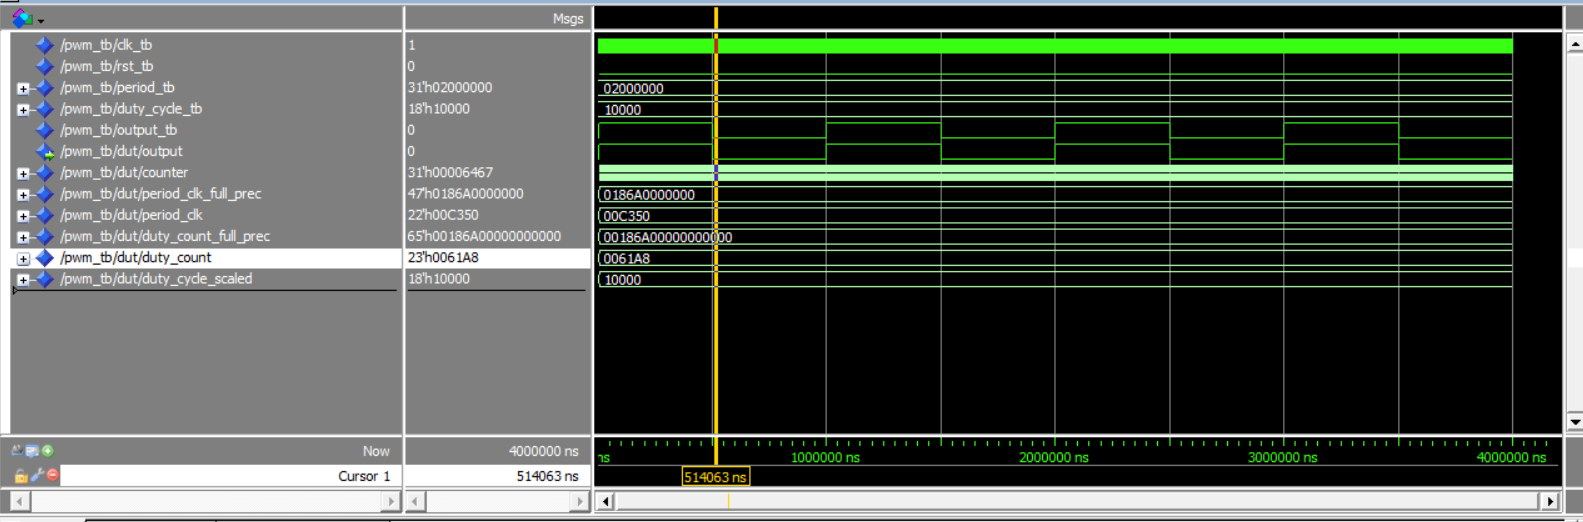 Msgs
/pwm_tb/clk_tb 1
/pwm_tb/rst_tb 0
/pwm_tb/period_tb 31'h02000000 02000000
/pwm_tb/duty_cycle_tb 18'h10000 10000
/pwm_tb/output_tb 0
/pwm_tb/dut/output 0
/pwm_tb/dut/counter 31'h00006467
/pwm_tb/dut/period_clk_full_prec 47'h0186A0000000 0186A0000000
/pwm_tb/dut/period_clk 22'h00C350 00C350
/pwm_tb/dut/duty_count_full_prec 65'h00186A00000000000 00186A00000000000
/pwm_tb/dut/duty_count 23'h0061A8 0061A8
/pwm_tb/dut/duty_cycle_scaled 18'h10000 10000
Now 4000000 ns ns 1000000 ns 2000000 ns 3000000 ns 4000000 ns
Cursor 1 514063 ns 514063 ns